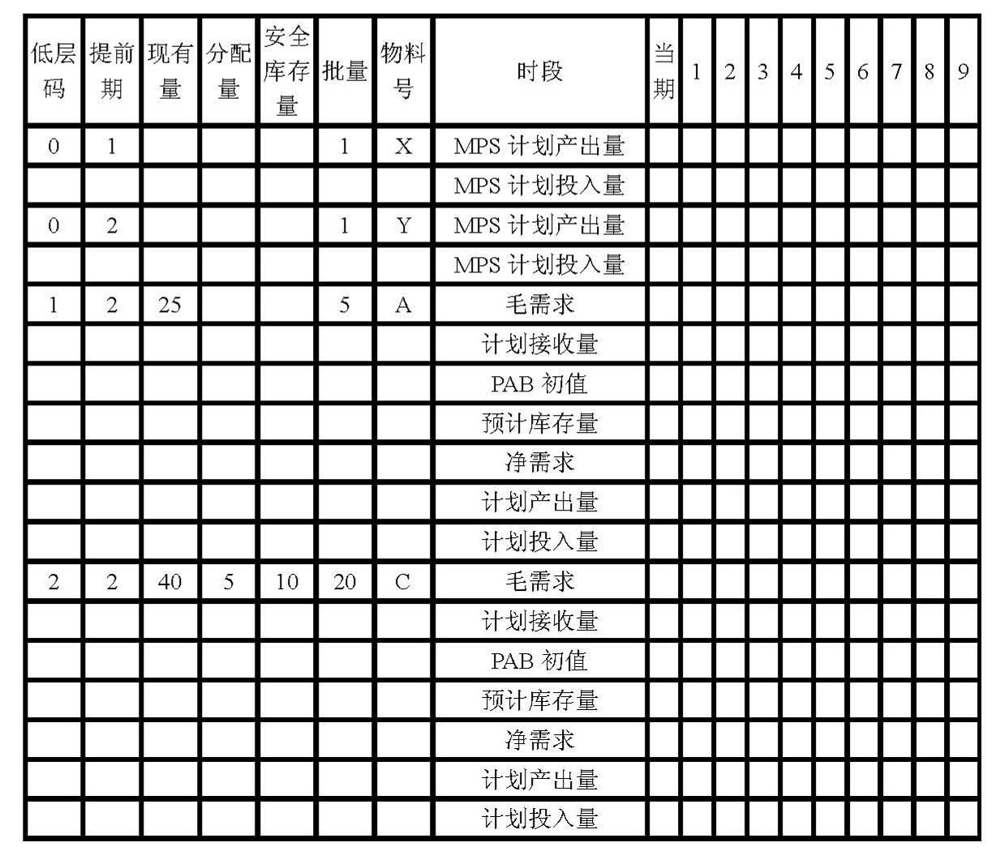 低层码 提前期 现有量 分配量 安全库存量 批量 物料号 时段 当期 1 2 3 4 5 6 7 8 9
0 1 1 X MPS 计划产出量
MPS 计划投入量
0 2 1 Y MPS 计划产出量
MPS 计划投入量
1 2 25 5 A 毛需求
计划接收量
PAB 初值
预计库存量
净需求
计划产出量
计划投入量
2 2 40 5 10 20 C 毛需求
计划接收量
PAB 初值
预计库存量
净需求
计划产出量
计划投入量